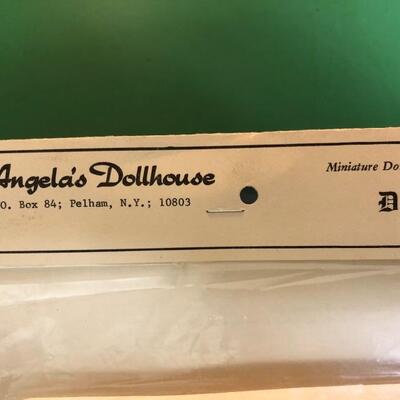 Angela's Dollhouse
O. Box 84; Pelham, N.Y.; 10803
Miniature Do
D